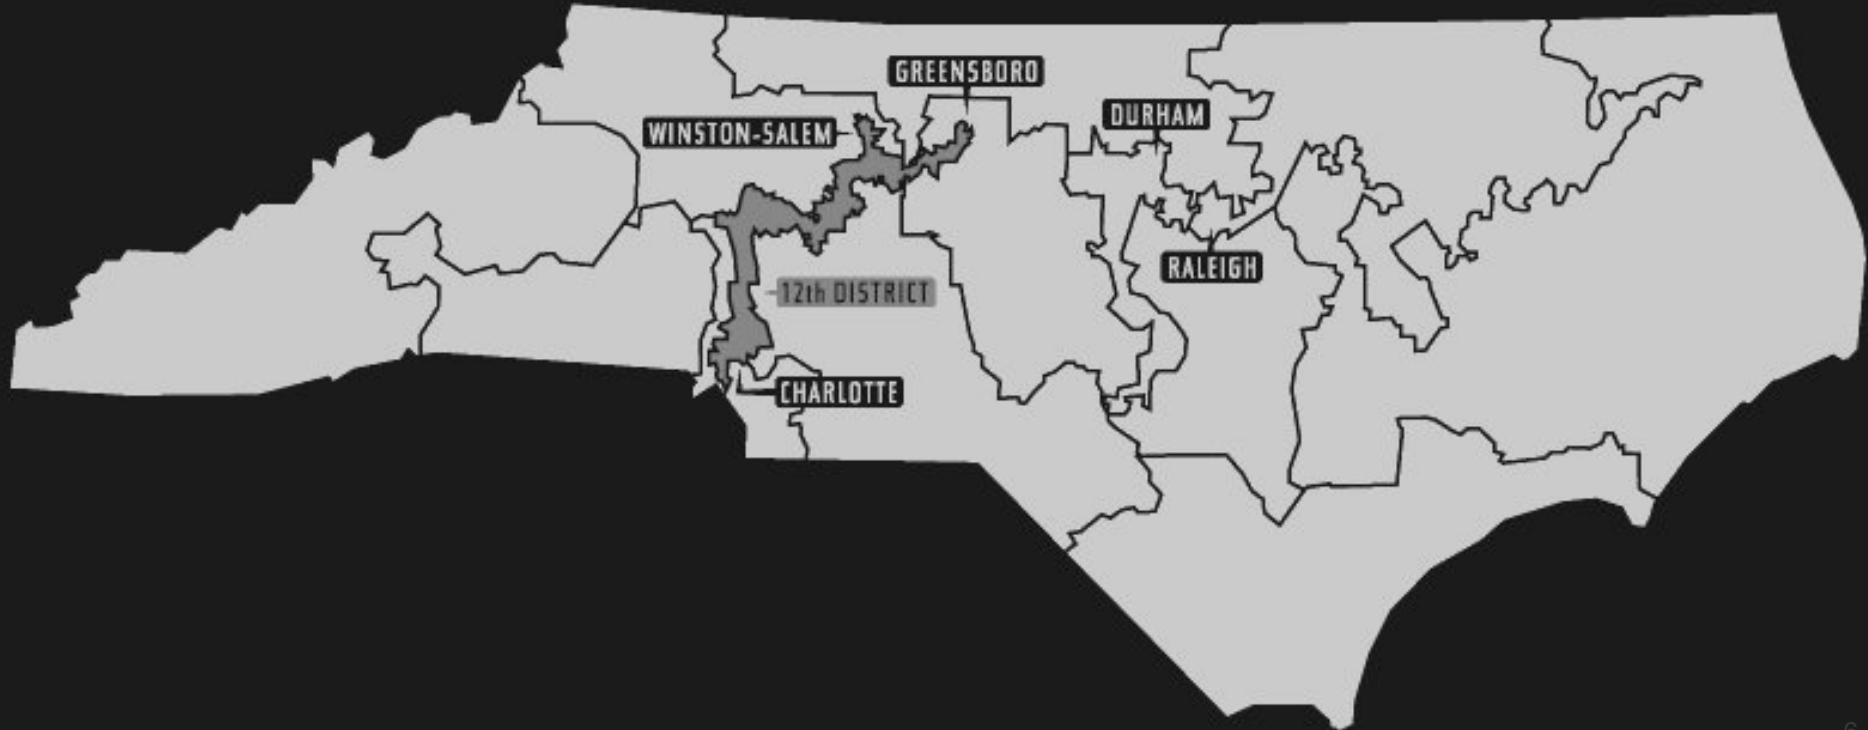 GREENSBORO
DURHAM
WINSTON-SALEM
RALEIGH
12th DISTRICT
CHARLOTTE